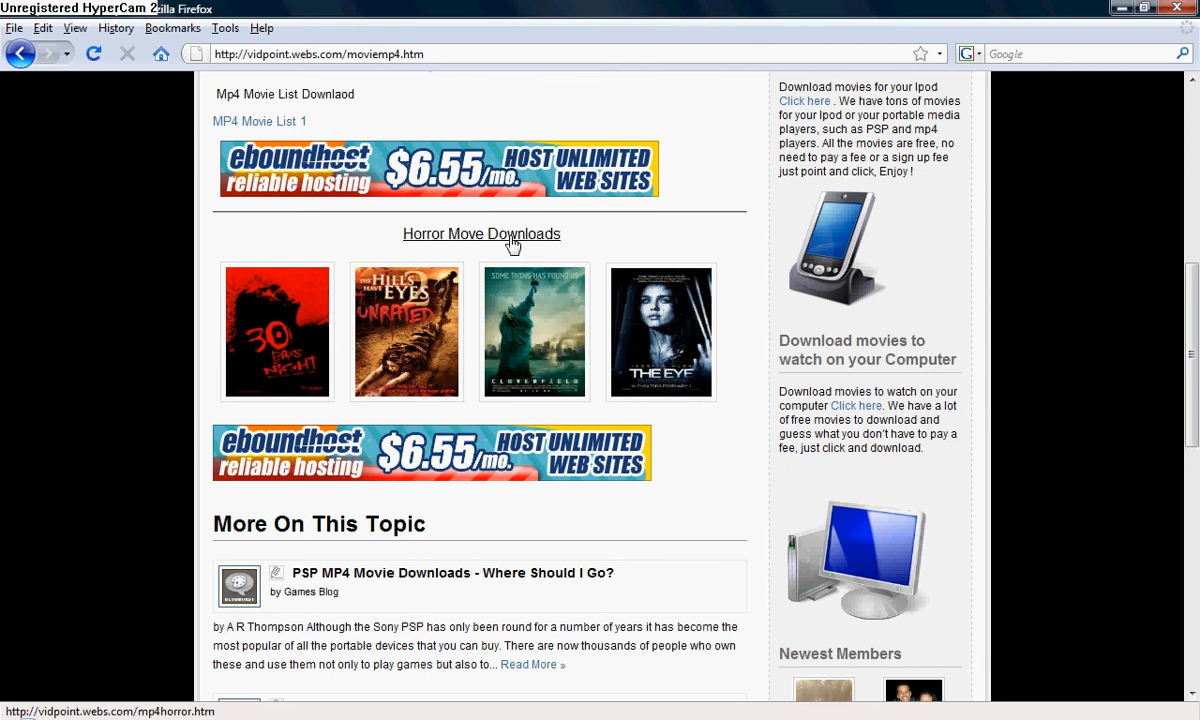 Unregistered HyperCam 2
zilla Firefox
File Edit View History Bookmarks Tools Help
http://vidpoint.webs.com/moviemp4.htm
Google
Mp4 Movie List Downlaod
MP4 Movie List 1
eboundhost
reliable hosting
$6.55/mo.
HOST UNLIMITED
WEB SITES
Horror Move Downloads
30
DAYS
NIGHT
THE HILLS
HAVE EYES
2
UNRATED
SOME THING HAS FOUND US
CLOVERFIELD
THE EYE
eboundhost
reliable hosting
$6.55/mo.
HOST UNLIMITED
WEB SITES
More On This Topic
PSP MP4 Movie Downloads - Where Should I Go?
by Games Blog
by A R Thompson Although the Sony PSP has only been round for a number of years it has become the
most popular of all the portable devices that you can buy. There are now thousands of people who own
these and use them not only to play games but also to... Read More »
Download movies for your Ipod
Click here . We have tons of movies
for your Ipod or your portable media
players, such as PSP and mp4
players. All the movies are free, no
need to pay a fee or a sign up fee
just point and click, Enjoy !
Download movies to
watch on your Computer
Download movies to watch on your
computer Click here. We have a lot
of free movies to download and
guess what you don't have to pay a
fee, just click and download.
Newest Members
http://vidpoint.webs.com/mp4horror.htm